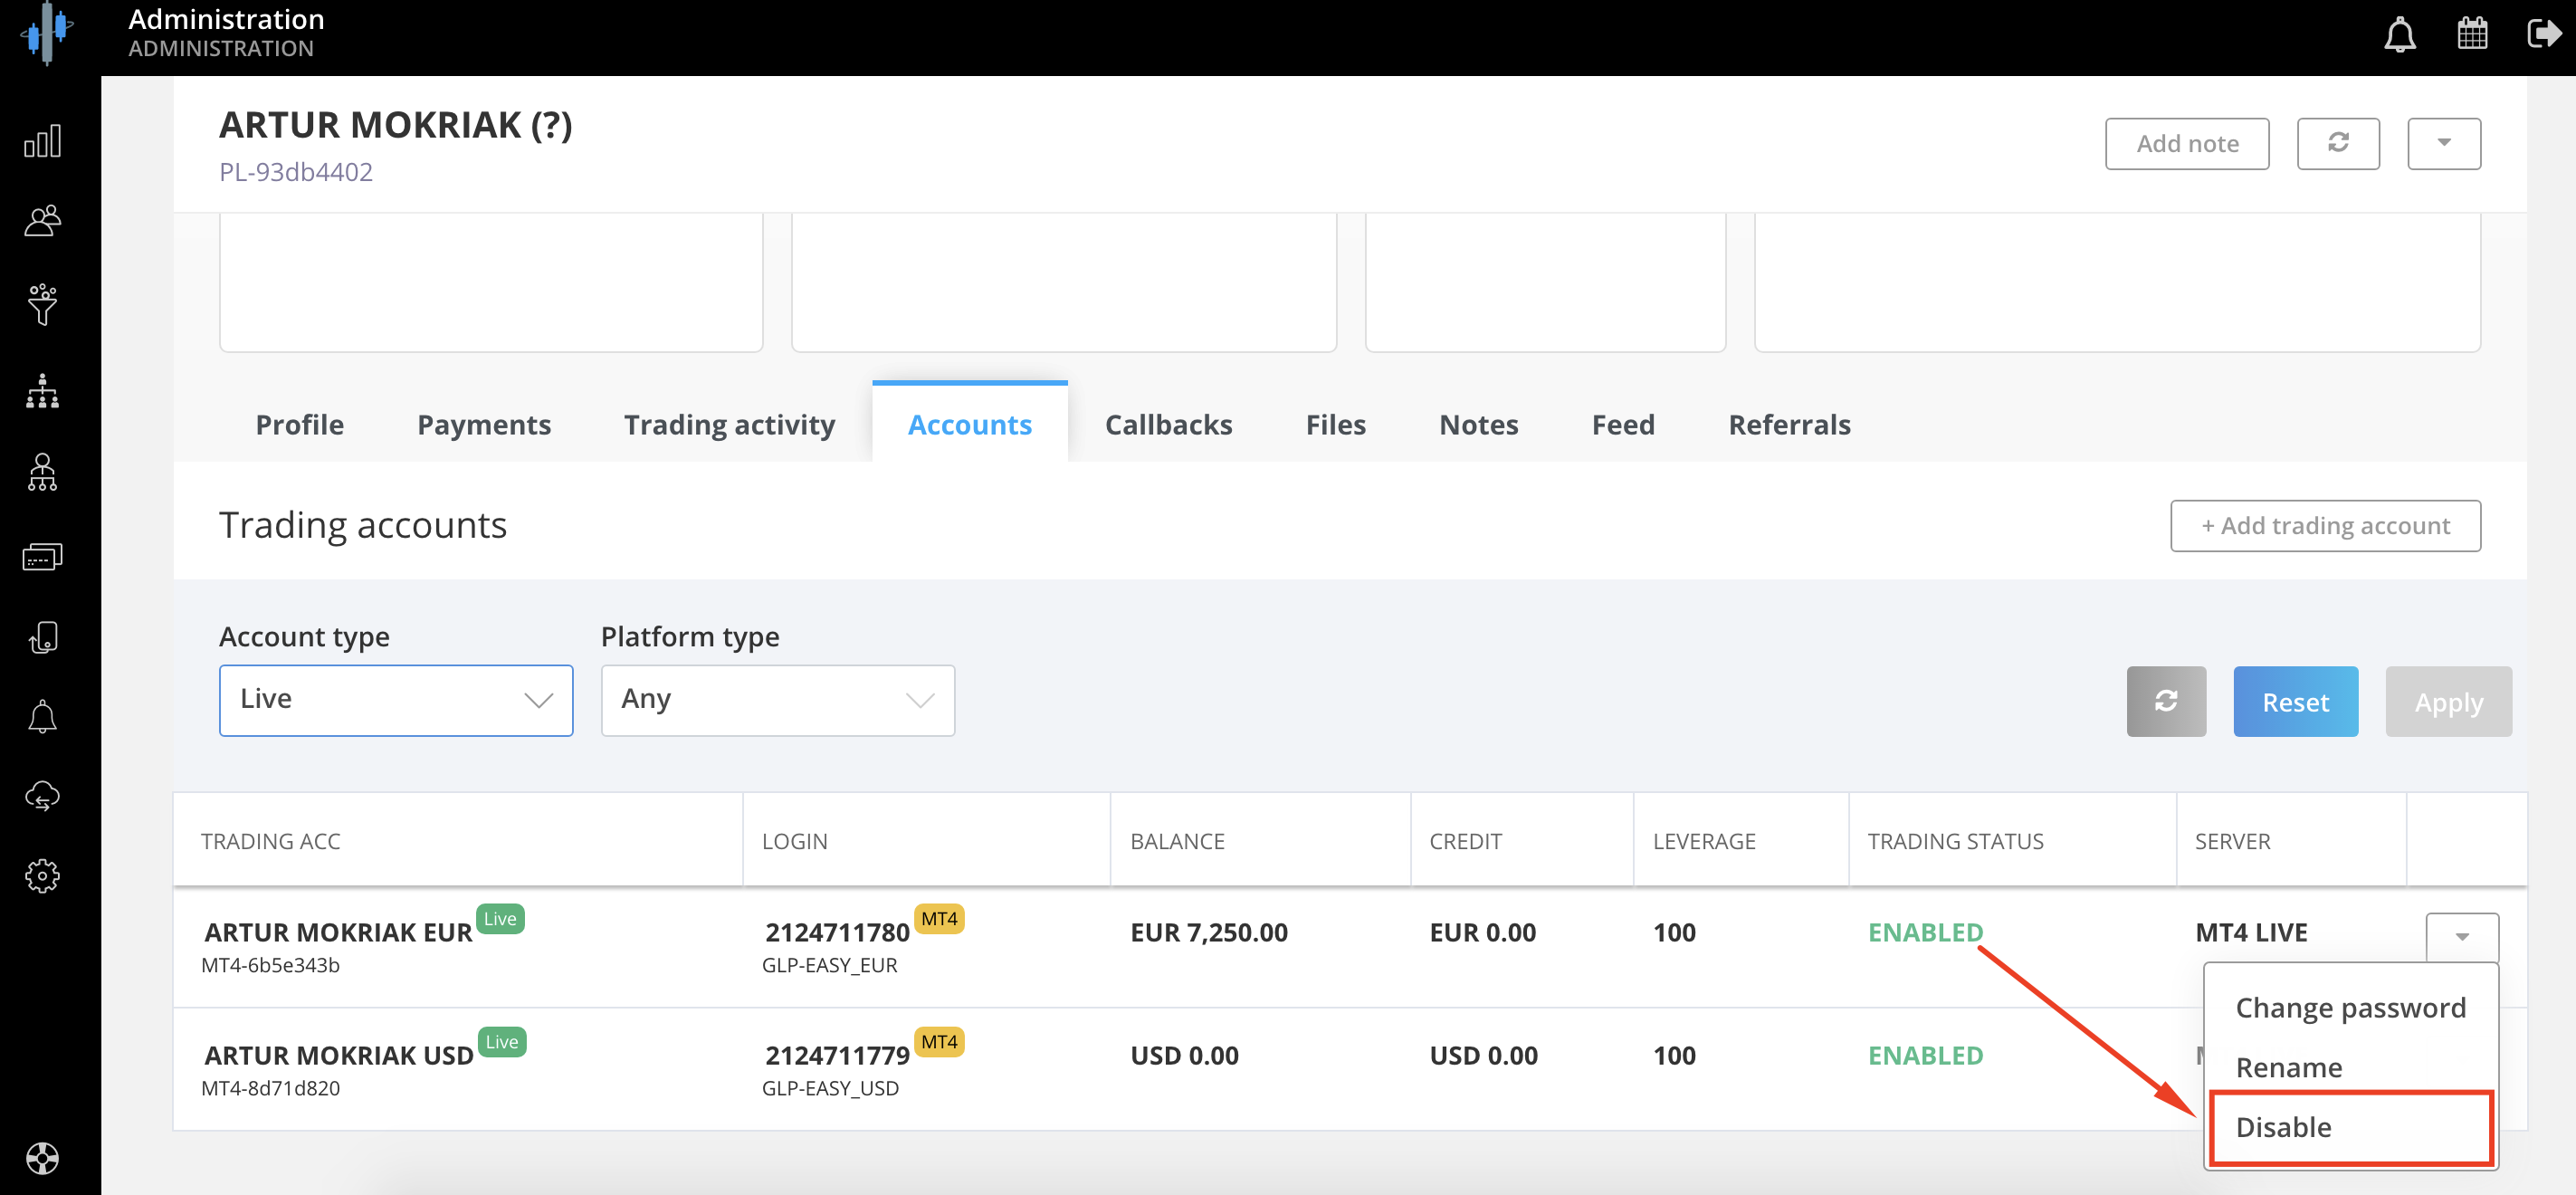 Administration
ADMINISTRATION
ARTUR MOKRIAK (?)
PL-93db4402
Add note
Profile Payments Trading activity Accounts Callbacks Files Notes Feed Referrals
Trading accounts
+ Add trading account
Account type Platform type
Live Any
Reset Apply
TRADING ACC LOGIN BALANCE CREDIT LEVERAGE TRADING STATUS SERVER
ARTUR MOKRIAK EUR Live 2124711780 MT4 EUR 7,250.00 EUR 0.00 100 ENABLED MT4 LIVE
MT4-6b5e343b GLP-EASY_EUR
Change password
ARTUR MOKRIAK USD Live 2124711779 MT4 USD 0.00 USD 0.00 100 ENABLED
Rename
MT4-8d71d820 GLP-EASY_USD
Disable